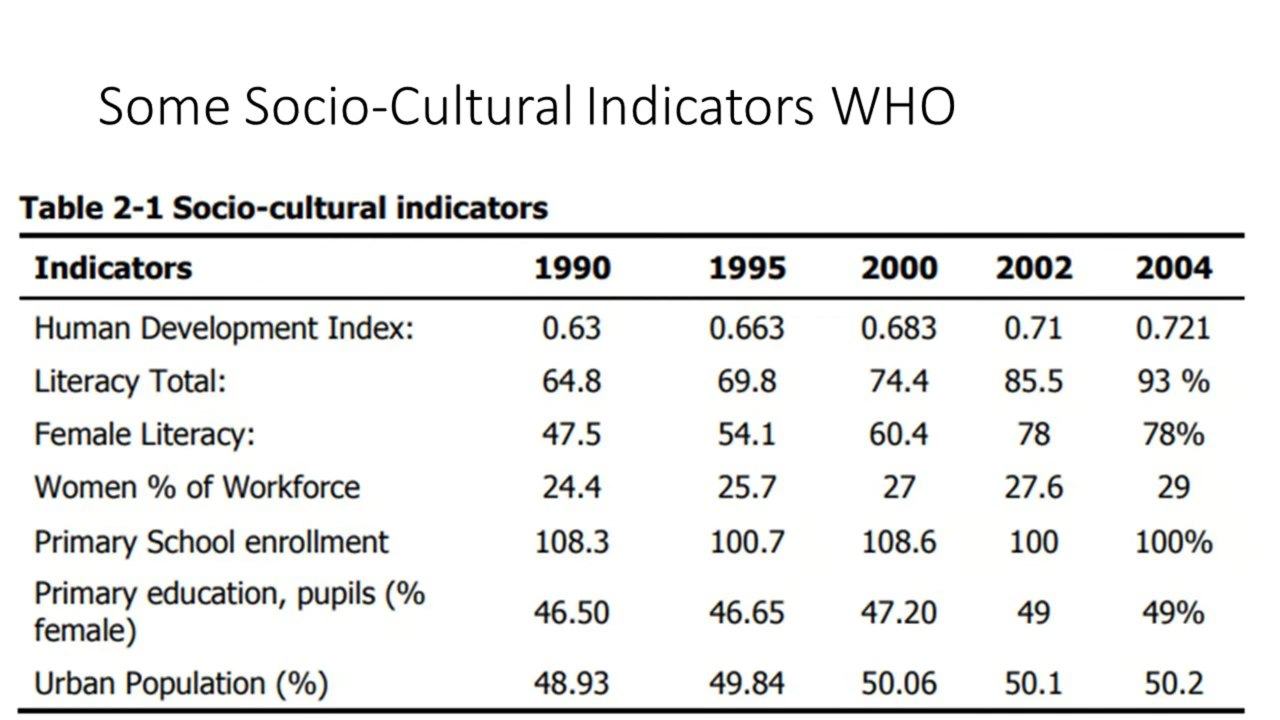 Some Socio-Cultural Indicators WHO
Table 2-1 Socio-cultural indicators
Indicators 1990 1995 2000 2002 2004
Human Development Index: 0.63 0.663 0.683 0.71 0.721
Literacy Total: 64.8 69.8 74.4 85.5 93 %
Female Literacy: 47.5 54.1 60.4 78 78%
Women % of Workforce 24.4 25.7 27 27.6 29
Primary School enrollment 108.3 100.7 108.6 100 100%
Primary education, pupils (%
female) 46.50 46.65 47.20 49 49%
Urban Population (%) 48.93 49.84 50.06 50.1 50.2